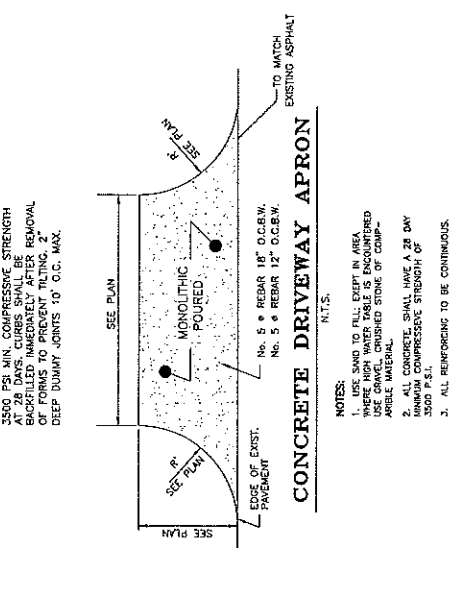 3500 PSI MIN. COMPRESSIVE STRENGTH
AT 28 DAYS. CURBS SHALL BE
BACKFILLED IMMEDIATELY AFTER REMOVAL
OF FORMS TO PREVENT TILTING. 2"
DEEP DUMMY JOINTS 10' O.C. MAX.
SEE PLAN
R'
SEE PLAN
R'
SEE PLAN
SEE PLAN
MONOLITHIC
POURED
TO MATCH
EXISTING ASPHALT
EDGE OF EXIST.
PAVEMENT
No. 5 ø REBAR 18" O.C.B.W.
No. 5 ø REBAR 12" O.C.B.W.
CONCRETE DRIVEWAY APRON
N.T.S.
NOTES:
1. USE SAND TO FILL; EXEPT IN AREA
WHERE HIGH WATER TABLE IS ENCOUNTERED
USE GRAVEL, CRUSHED STONE OF COMP-
ARIBLE MATERIAL.
2. ALL CONCRETE, SHALL HAVE A 28 DAY
MINIMUM COMPRESSIVE STRENGTH OF
3500 P.S.I.
3. ALL REINFORCING TO BE CONTINUOUS.